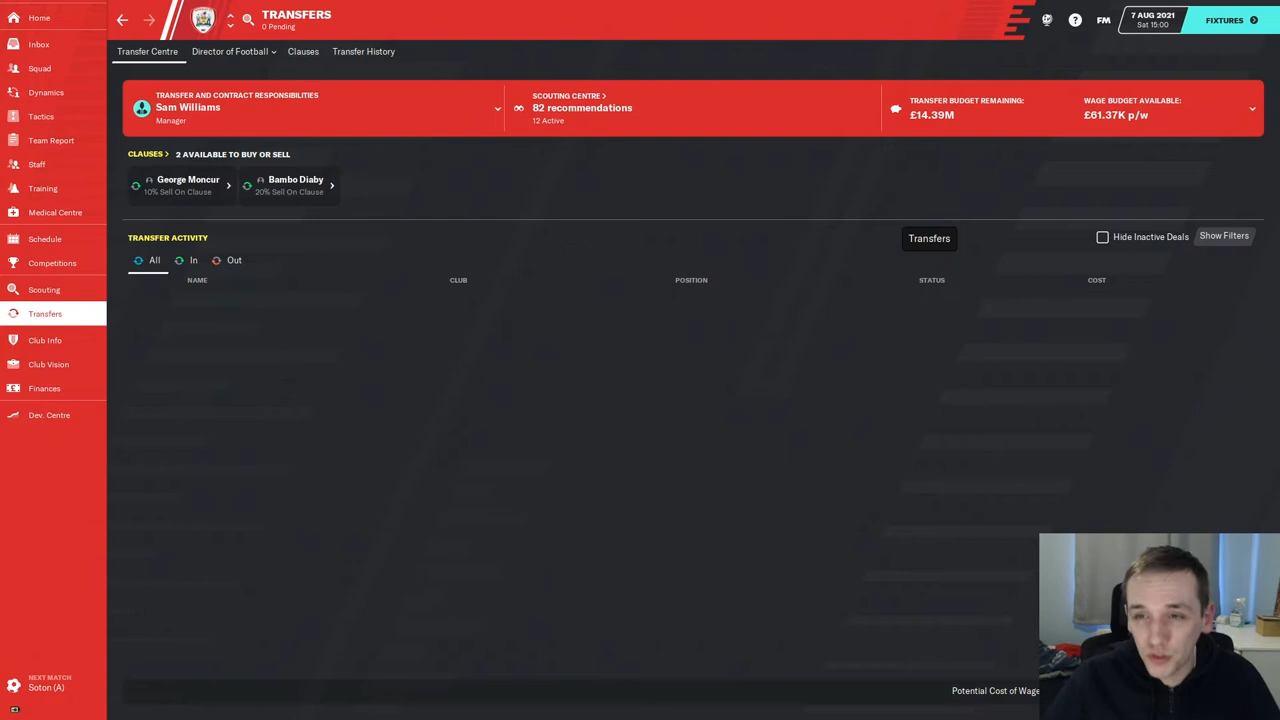 Home
TRANSFERS
0 Pending
FM
7 AUG 2021
Sat 15:00
FIXTURES
Inbox
Squad
Dynamics
Tactics
Team Report
Staff
Training
Medical Centre
Schedule
Competitions
Scouting
Transfers
Club Info
Club Vision
Finances
Dev. Centre
NEXT MATCH
Soton (A)
Transfer Centre
Director of Football
Clauses
Transfer History
TRANSFER AND CONTRACT RESPONSIBILITIES
Sam Williams
Manager
SCOUTING CENTRE >
82 recommendations
12 Active
TRANSFER BUDGET REMAINING:
£14.39M
WAGE BUDGET AVAILABLE:
£61.37K p/w
CLAUSES > 2 AVAILABLE TO BUY OR SELL
George Moncur
10% Sell On Clause
Bambo Diaby
20% Sell On Clause
TRANSFER ACTIVITY
Transfers
Hide Inactive Deals
Show Filters
All
In
Out
NAME
CLUB
POSITION
STATUS
COST
Potential Cost of Wage